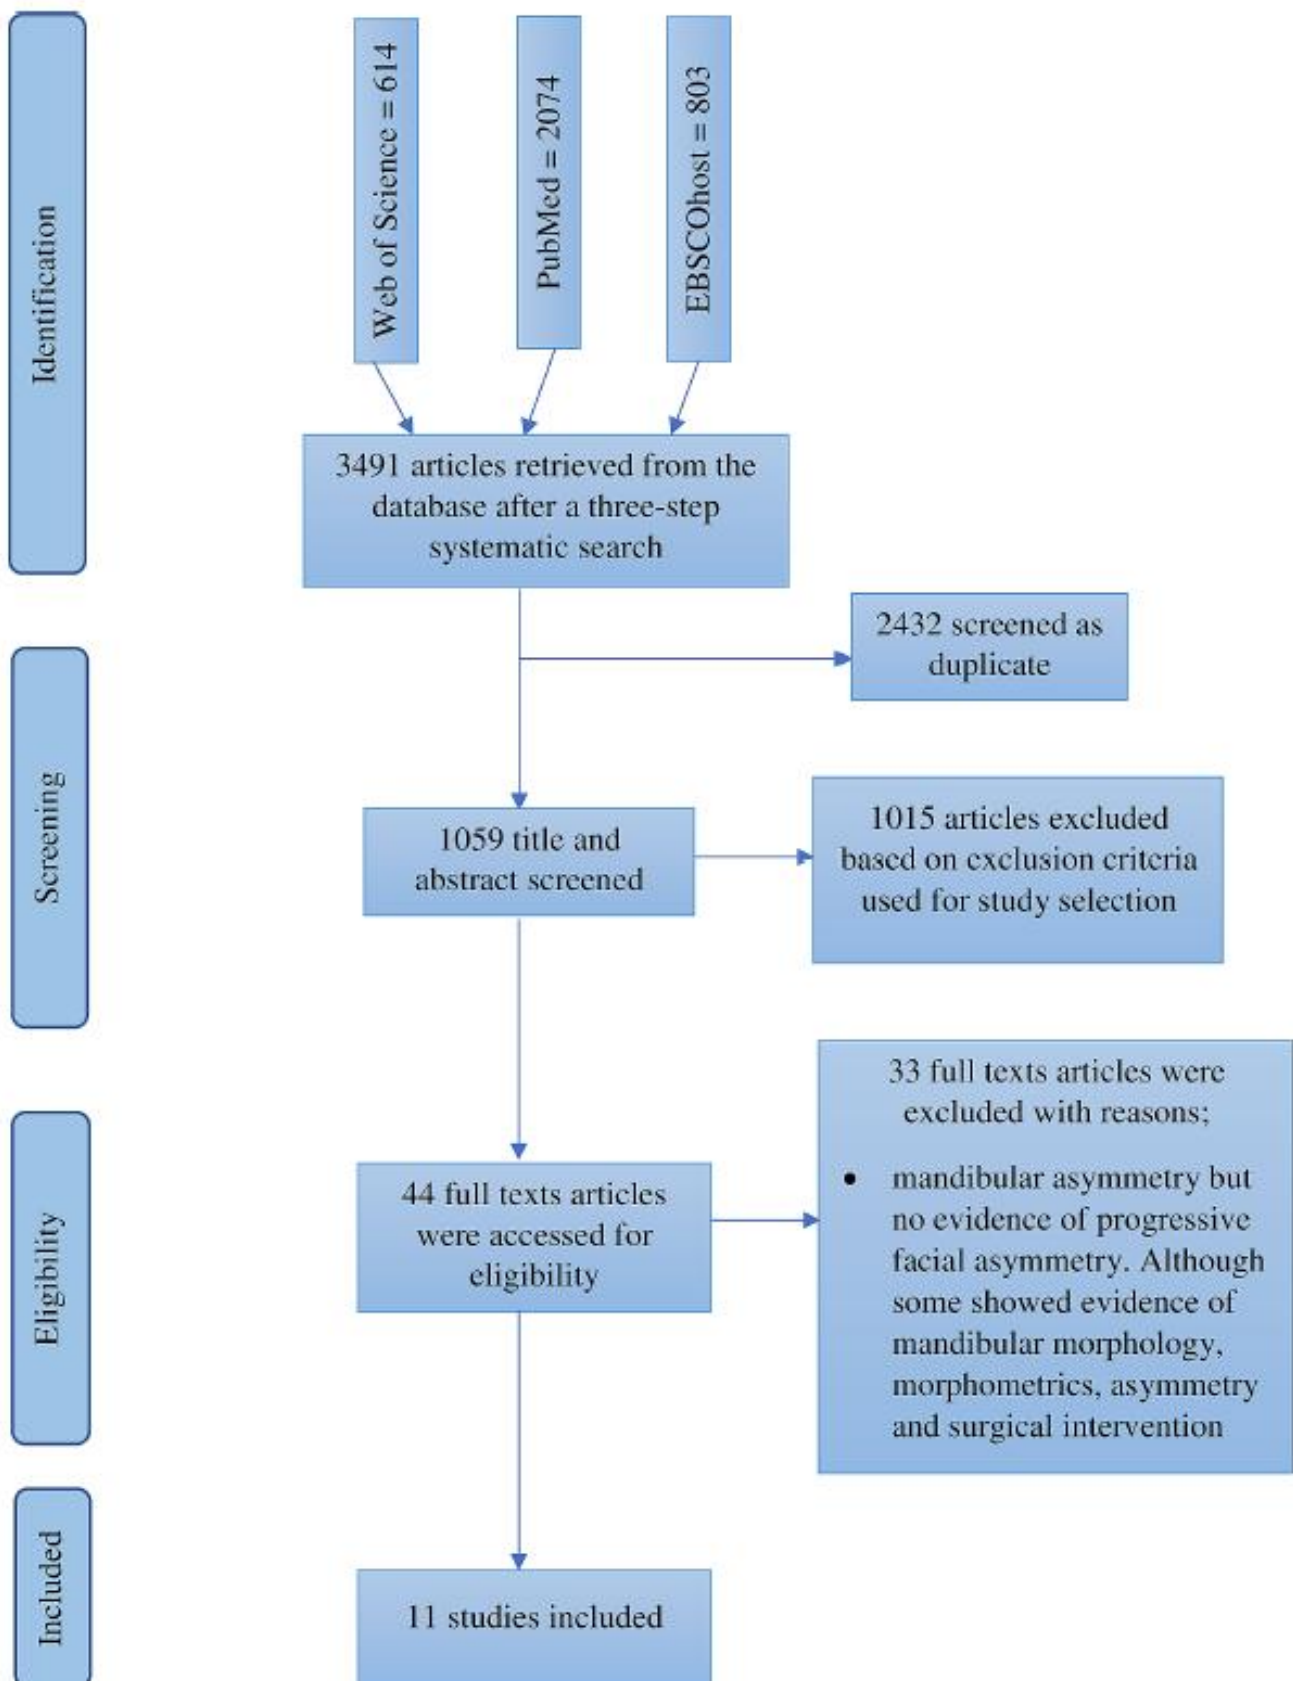 Identification
Web of Science = 614
PubMed = 2074
EBSCOhost = 803
3491 articles retrieved from the
database after a three-step
systematic search
2432 screened as
duplicate
Screening
1059 title and
abstract screened
1015 articles excluded
based on exclusion criteria
used for study selection
Eligibility
44 full texts articles
were accessed for
eligibility
33 full texts articles were
excluded with reasons;
• mandibular asymmetry but
no evidence of progressive
facial asymmetry. Although
some showed evidence of
mandibular morphology,
morphometrics, asymmetry
and surgical intervention
Included
11 studies included